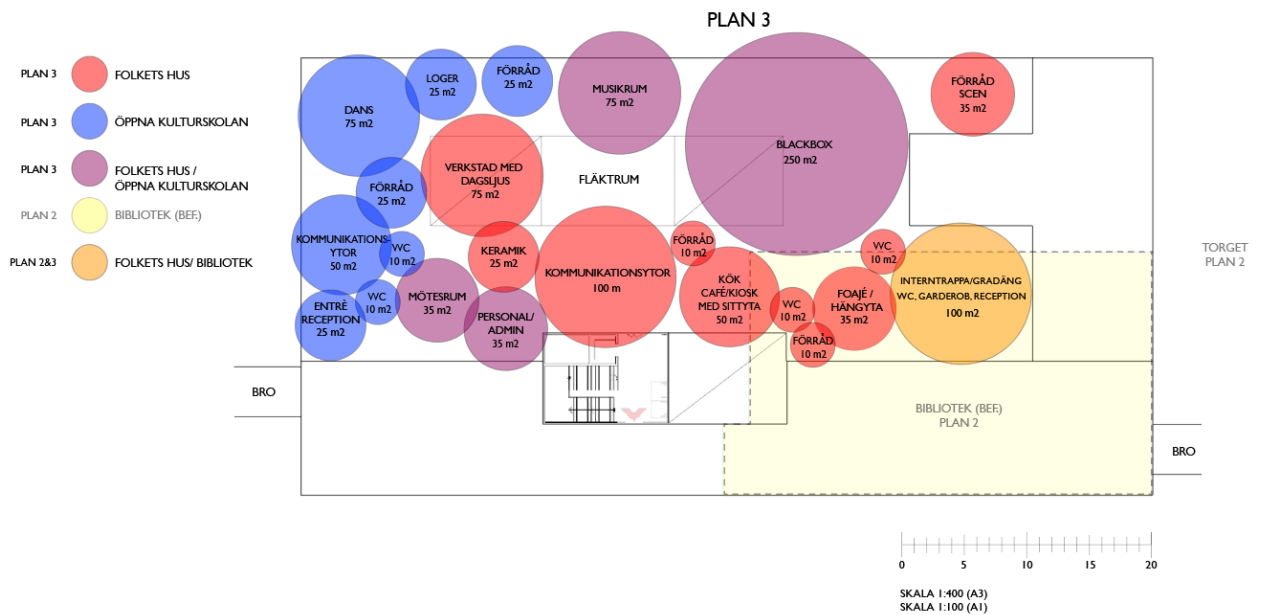 PLAN 3
PLAN 3 FOLKETS HUS
PLAN 3 ÖPPNA KULTURSKOLAN
PLAN 3 FOLKETS HUS /
ÖPPNA KULTURSKOLAN
PLAN 2 BIBLIOTEK (BEF.)
PLAN 2&3 FOLKETS HUS/ BIBLIOTEK
DANS
75 m2
LOGER
25 m2
FÖRRÅD
25 m2
MUSIKRUM
75 m2
BLACKBOX
250 m2
FÖRRÅD
SCEN
35 m2
VERKSTAD MED
DAGSLJUS
75 m2
FLÄKTRUM
FÖRRÅD
25 m2
KOMMUNIKATIONS-
YTOR
50 m2
WC
10 m2
KERAMIK
25 m2
KOMMUNIKATIONSYTOR
100 m
FÖRRÅD
10 m2
KÖK
CAFÉ/KIOSK
MED SITTYTA
50 m2
WC
10 m2
INTERNTRAPPA/GRADÄNG
WC, GARDEROB, RECEPTION
100 m2
TORGET
PLAN 2
ENTRÈ
RECEPTION
25 m2
WC
10 m2
MÖTESRUM
35 m2
PERSONAL/
ADMIN
35 m2
WC
10 m2
FOAJÉ /
HÄNGYTA
35 m2
FÖRRÅD
10 m2
BRO
BIBLIOTEK (BEF.)
PLAN 2
BRO
0 5 10 15 20
SKALA 1:400 (A3)
SKALA 1:100 (A1)